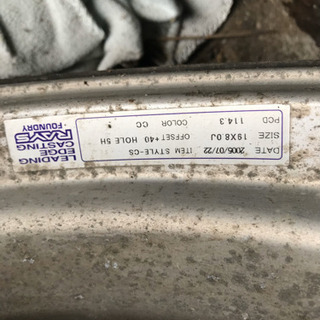 LEADING
EDGE
CASTING
RAYS
FOUNDRY
DATE 2005/07/22 ITEM STYLE-CS
SIZE 19X8.0J OFFSET+40 HOLE 5H
PCD 114.3 COLOR CC